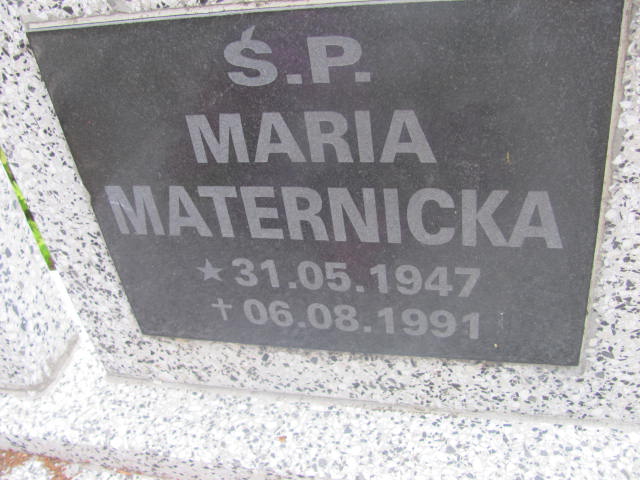 Ś.P.
MARIA
MATERNICKA
★ 31.05.1947
✝ 06.08.1991